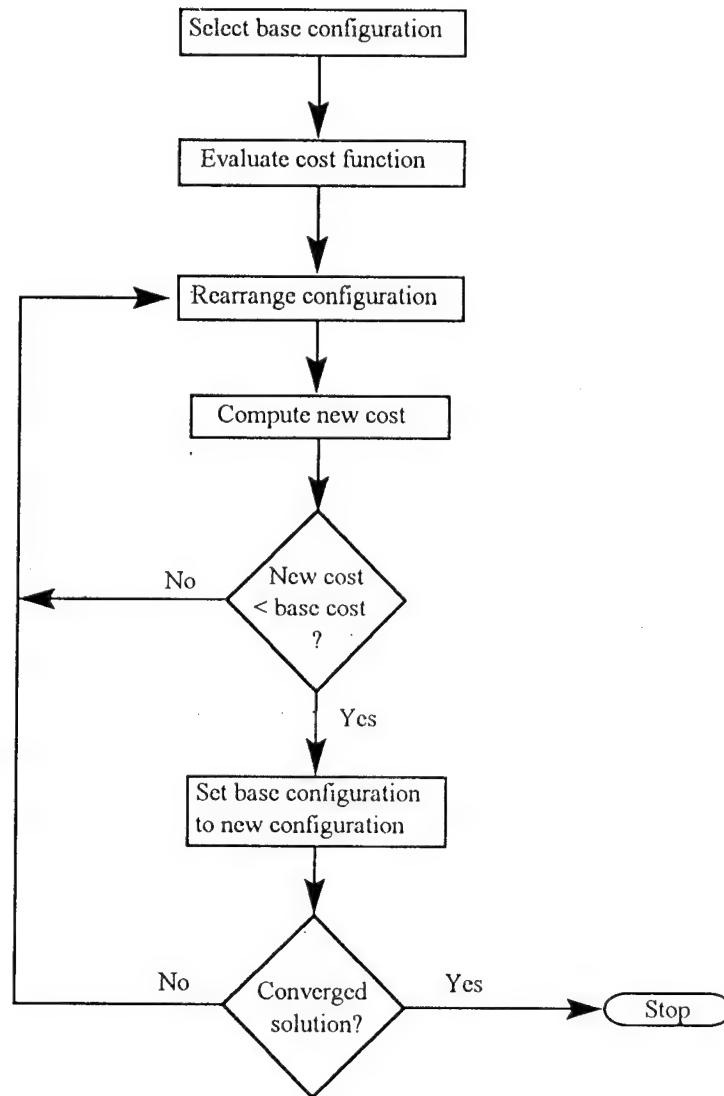 Select base configuration
Evaluate cost function
Rearrange configuration
Compute new cost
No
New cost
< base cost
?
Yes
Set base configuration
to new configuration
No
Converged
solution?
Yes
Stop